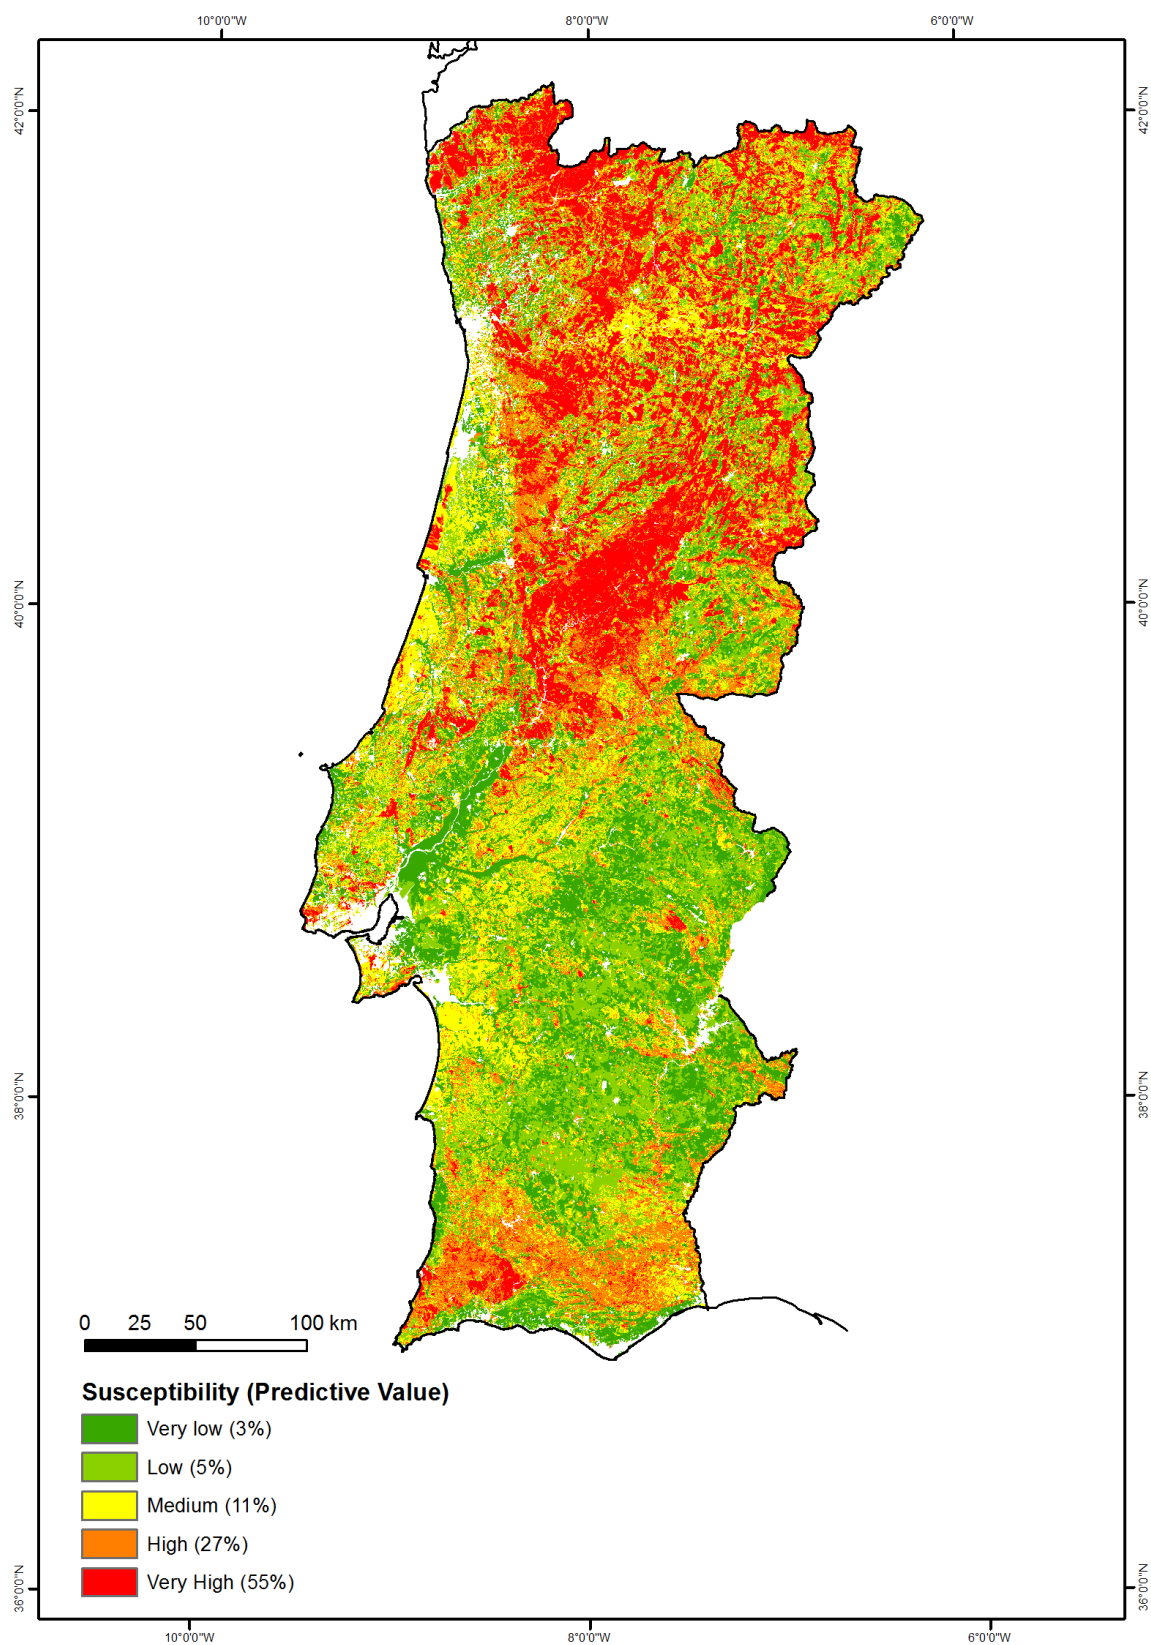 10°0'0"W 8°0'0"W 6°0'0"W
42°0'0"N 42°0'0"N
40°0'0"N 40°0'0"N
38°0'0"N 38°0'0"N
0 25 50 100 km
Susceptibility (Predictive Value)
Very low (3%)
Low (5%)
Medium (11%)
High (27%)
Very High (55%)
36°0'0"N 36°0'0"N
10°0'0"W 8°0'0"W 6°0'0"W